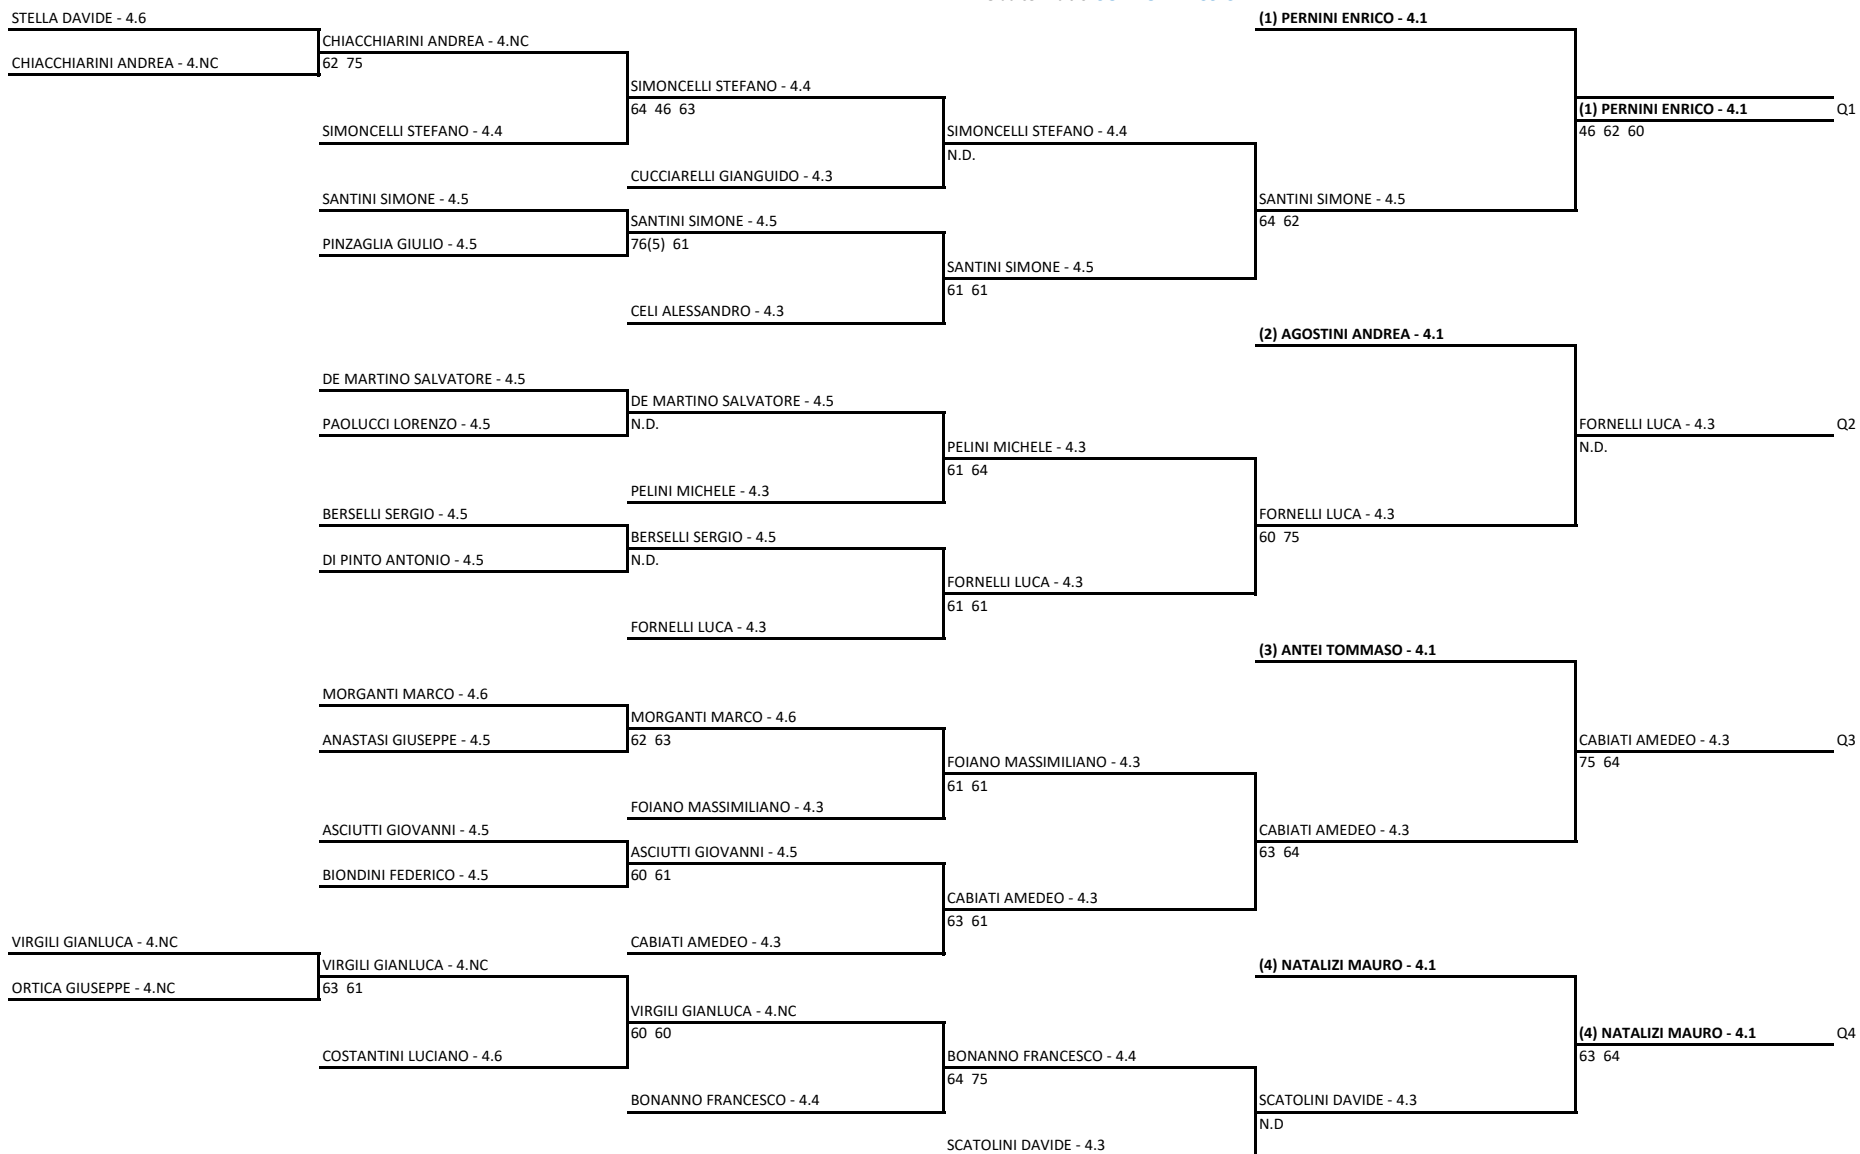 STELLA DAVIDE - 4.6
(1) PERNINI ENRICO - 4.1
CHIACCHIARINI ANDREA - 4.NC
CHIACCHIARINI ANDREA - 4.NC
62 75
SIMONCELLI STEFANO - 4.4
64 46 63
(1) PERNINI ENRICO - 4.1
Q1
SIMONCELLI STEFANO - 4.4
SIMONCELLI STEFANO - 4.4
46 62 60
N.D.
CUCCIARELLI GIANGUIDO - 4.3
SANTINI SIMONE - 4.5
SANTINI SIMONE - 4.5
SANTINI SIMONE - 4.5
64 62
PINZAGLIA GIULIO - 4.5
76(5) 61
SANTINI SIMONE - 4.5
61 61
CELI ALESSANDRO - 4.3
(2) AGOSTINI ANDREA - 4.1
DE MARTINO SALVATORE - 4.5
DE MARTINO SALVATORE - 4.5
PAOLUCCI LORENZO - 4.5
N.D.
FORNELLI LUCA - 4.3
Q2
PELINI MICHELE - 4.3
N.D.
61 64
PELINI MICHELE - 4.3
BERSELLI SERGIO - 4.5
FORNELLI LUCA - 4.3
BERSELLI SERGIO - 4.5
60 75
DI PINTO ANTONIO - 4.5
N.D.
FORNELLI LUCA - 4.3
61 61
FORNELLI LUCA - 4.3
(3) ANTEI TOMMASO - 4.1
MORGANTI MARCO - 4.6
MORGANTI MARCO - 4.6
ANASTASI GIUSEPPE - 4.5
62 63
CABIATI AMEDEO - 4.3
Q3
FOIANO MASSIMILIANO - 4.3
75 64
61 61
FOIANO MASSIMILIANO - 4.3
ASCIUTTI GIOVANNI - 4.5
CABIATI AMEDEO - 4.3
ASCIUTTI GIOVANNI - 4.5
63 64
BIONDINI FEDERICO - 4.5
60 61
CABIATI AMEDEO - 4.3
63 61
VIRGILI GIANLUCA - 4.NC
CABIATI AMEDEO - 4.3
VIRGILI GIANLUCA - 4.NC
(4) NATALIZI MAURO - 4.1
ORTICA GIUSEPPE - 4.NC
63 61
VIRGILI GIANLUCA - 4.NC
60 60
(4) NATALIZI MAURO - 4.1
Q4
COSTANTINI LUCIANO - 4.6
BONANNO FRANCESCO - 4.4
63 64
64 75
BONANNO FRANCESCO - 4.4
SCATOLINI DAVIDE - 4.3
N.D
SCATOLINI DAVIDE - 4.3